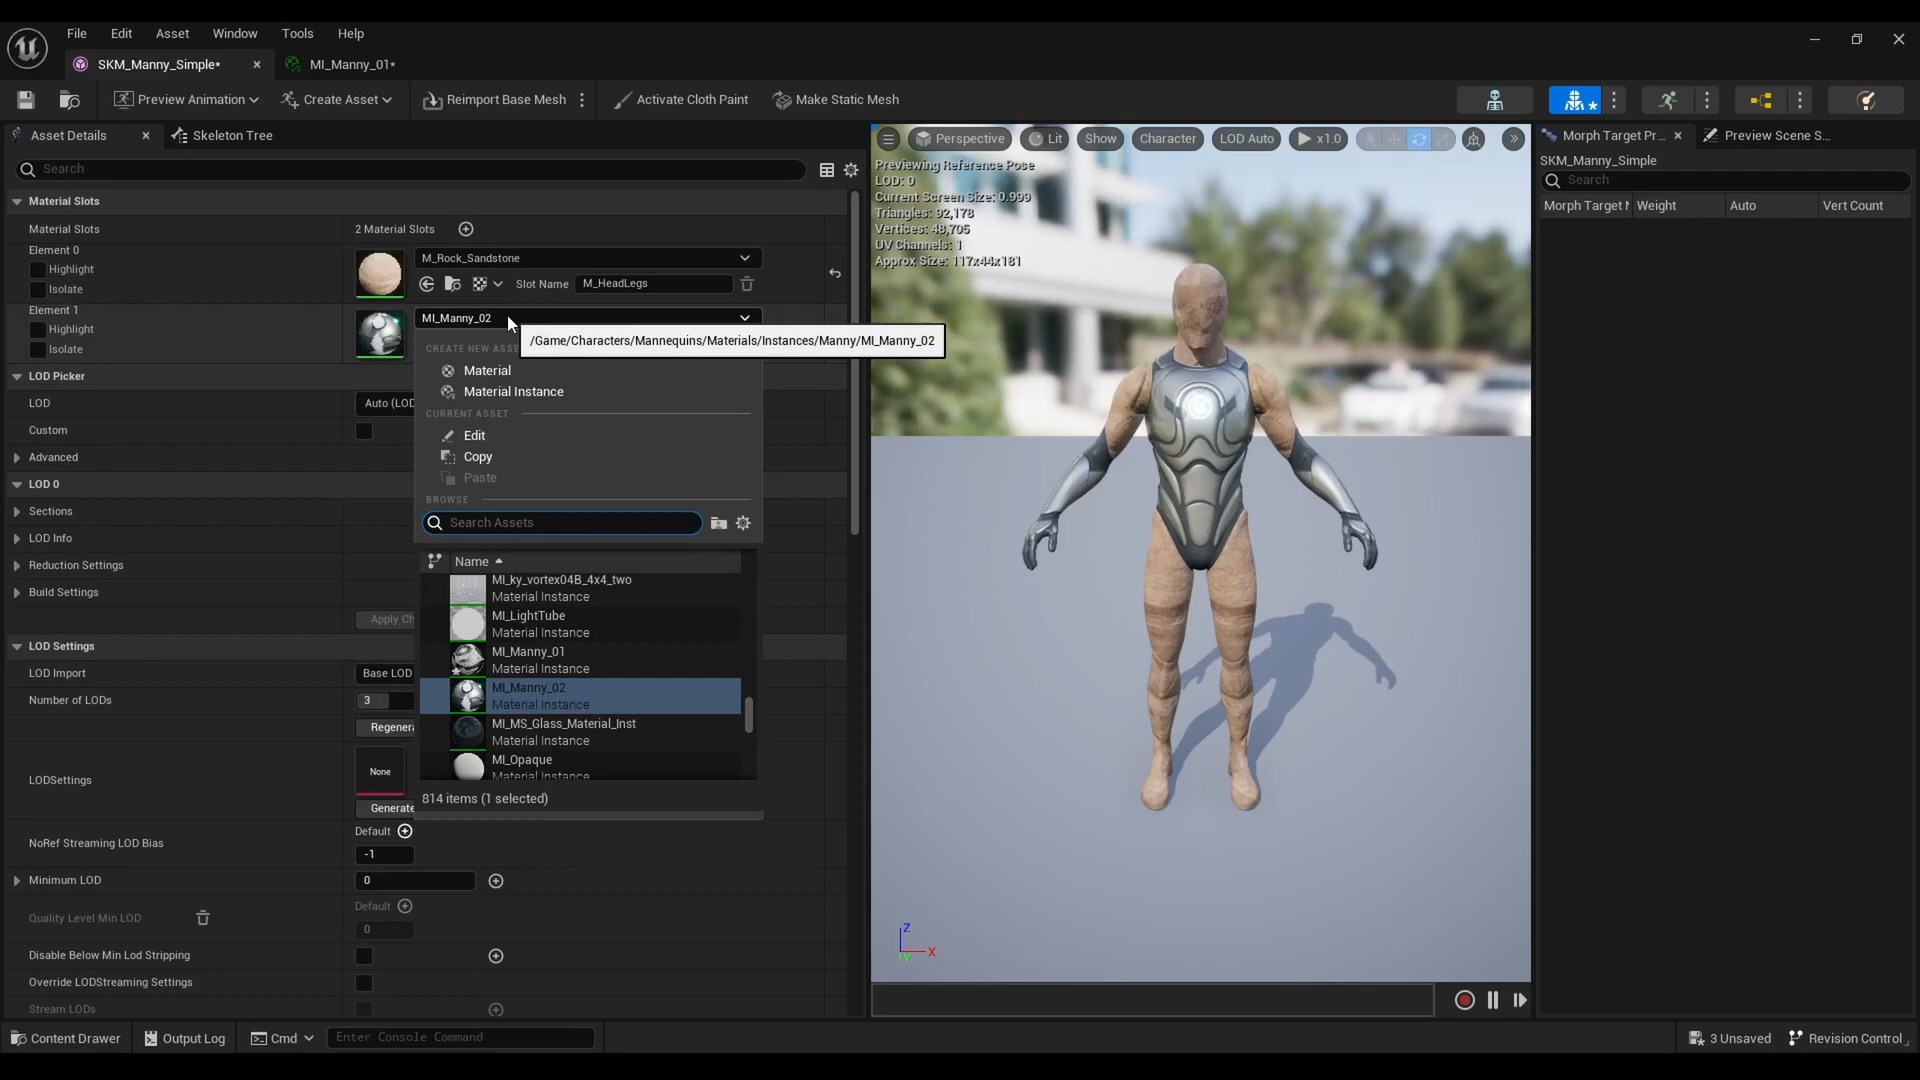 File Edit Asset Window Tools Help
SKM_Manny_Simple* MI_Manny_01*
Preview Animation Create Asset Reimport Base Mesh Activate Cloth Paint Make Static Mesh
Asset Details Skeleton Tree
Search
Material Slots
Material Slots 2 Material Slots
Element 0
Highlight
Isolate
M_Rock_Sandstone
Slot Name M_HeadLegs
Element 1
Highlight
Isolate
MI_Manny_02
/Game/Characters/Mannequins/Materials/Instances/Manny/MI_Manny_02
CREATE NEW ASSE
Material
Material Instance
CURRENT ASSET
Edit
Copy
Paste
BROWSE
Search Assets
Name
MI_ky_vortex04B_4x4_two
Material Instance
MI_LightTube
Material Instance
MI_Manny_01
Material Instance
MI_Manny_02
Material Instance
MI_MS_Glass_Material_Inst
Material Instance
MI_Opaque
Material Instance
814 items (1 selected)
LOD Picker
LOD Auto (LOD
Custom
Advanced
LOD 0
Sections
LOD Info
Reduction Settings
Build Settings
Apply Ch
LOD Settings
LOD Import Base LOD
Number of LODs 3
Regenera
LODSettings None
Generate
NoRef Streaming LOD Bias Default
-1
Minimum LOD 0
Quality Level Min LOD Default
0
Disable Below Min Lod Stripping
Override LODStreaming Settings
Stream LODs
Perspective Lit Show Character LOD Auto x1.0
Previewing Reference Pose
LOD: 0
Current Screen Size: 0.999
Triangles: 92,178
Vertices: 48,705
UV Channels: 1
Approx Size: 117x44x181
Z
X
Y
Morph Target Pr... Preview Scene S...
SKM_Manny_Simple
Search
Morph Target N Weight Auto Vert Count
Content Drawer Output Log Cmd Enter Console Command 3 Unsaved Revision Control